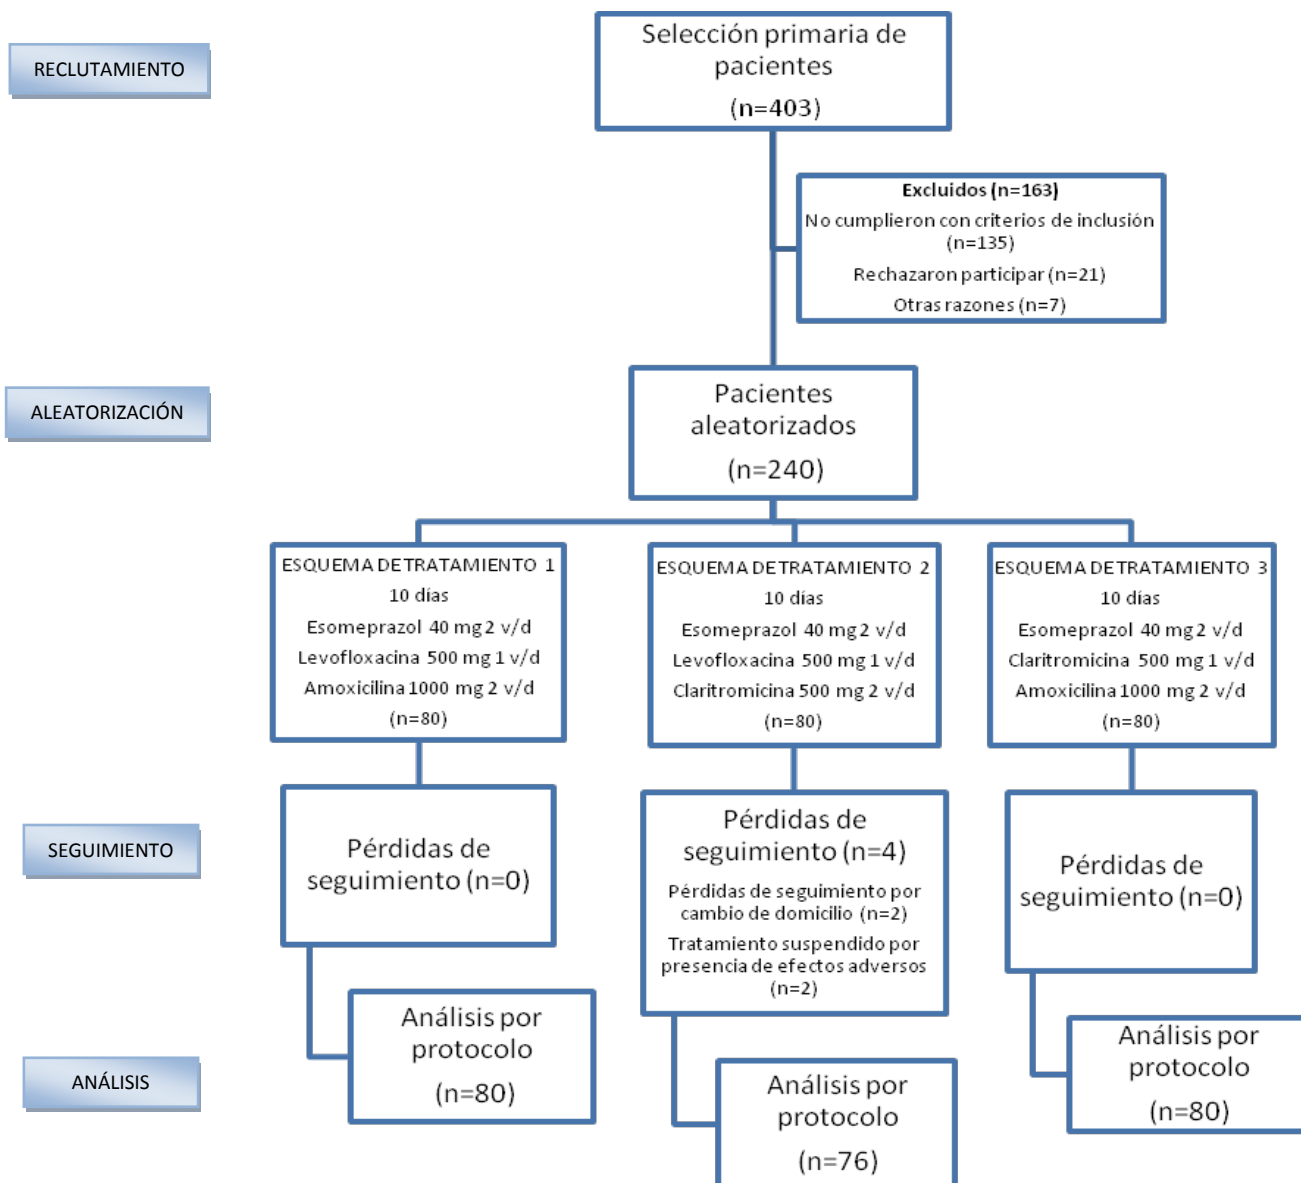 RECLUTAMIENTO
Selección primaria de
pacientes
(n=403)
Excluidos (n=163)
No cumplieron con criterios de inclusión
(n=135)
Rechazaron participar (n=21)
Otras razones (n=7)
ALEATORIZACIÓN
Pacientes
aleatorizados
(n=240)
ESQUEMA DETRATAMIENTO 1
10 días
Esomeprazol 40 mg 2 v/d
Levofloxacina 500 mg 1 v/d
Amoxicilina 1000 mg 2 v/d
(n=80)
ESQUEMA DETRATAMIENTO 2
10 días
Esomeprazol 40 mg 2 v/d
Levofloxacina 500 mg 1 v/d
Claritromicina 500 mg 2 v/d
(n=80)
ESQUEMA DETRATAMIENTO 3
10 días
Esomeprazol 40 mg 2 v/d
Claritromicina 500 mg 1 v/d
Amoxicilina 1000 mg 2 v/d
(n=80)
SEGUIMIENTO
Pérdidas de
seguimiento (n=0)
Pérdidas de
seguimiento (n=4)
Pérdidas de seguimiento por
cambio de domicilio (n=2)
Tratamiento suspendido por
presencia de efectos adversos
(n=2)
Pérdidas de
seguimiento (n=0)
ANÁLISIS
Análisis por
protocolo
(n=80)
Análisis por
protocolo
(n=76)
Análisis por
protocolo
(n=80)